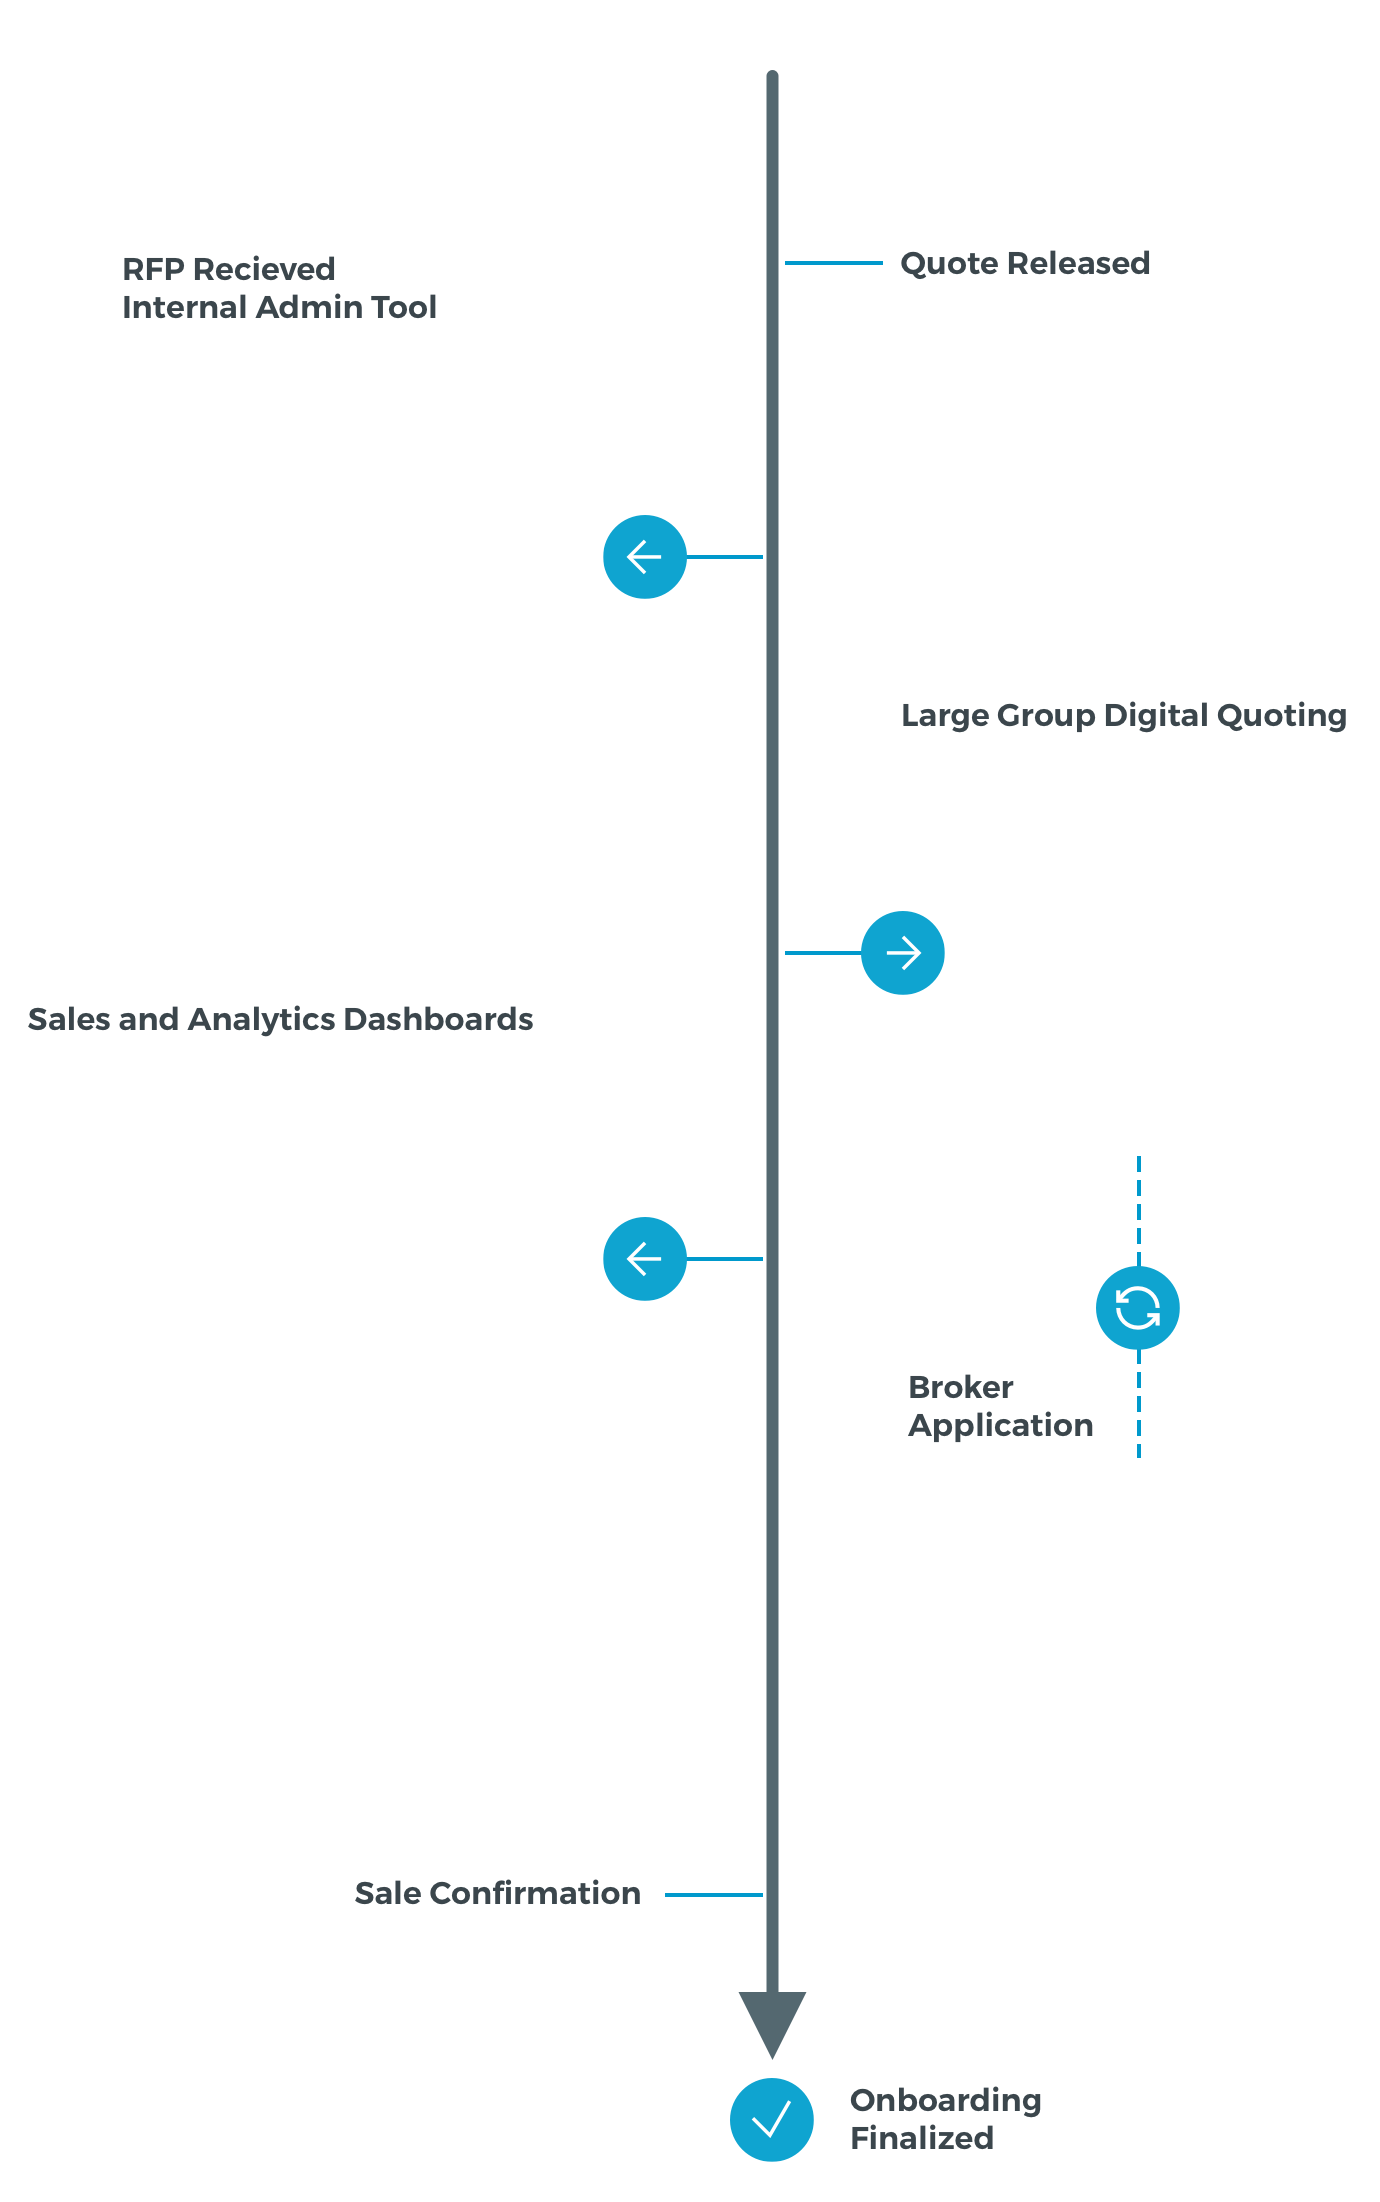 RFP Recieved
Internal Admin Tool
Quote Released
Large Group Digital Quoting
Sales and Analytics Dashboards
Broker
Application
Sale Confirmation
Onboarding
Finalized